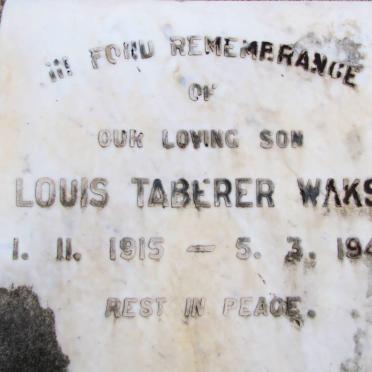 IN FOND REMEMBRANCE
OF
OUR LOVING SON
LOUIS TABERER WAKS
1. 11. 1915 — 5. 3. 194
REST IN PEACE.